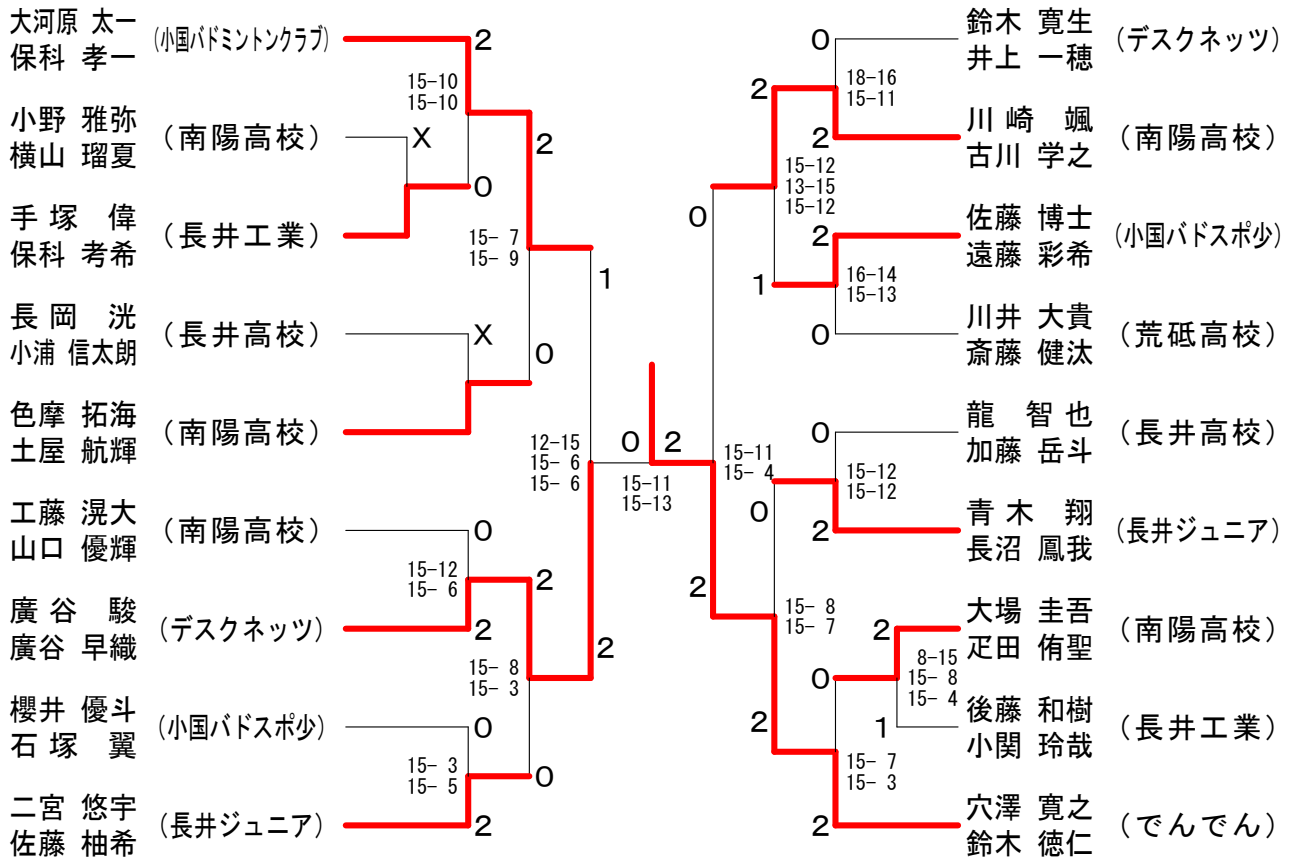 大河原 太一
保科 孝一
(小国バドミントンクラブ)
2
15-10
15-10
小野 雅弥
横山 瑠夏
(南陽高校)
X
2
0
手塚 偉
保科 考希
(長井工業)
15- 7
15- 9
1
長岡 洸
小浦 信太朗
(長井高校)
X
0
色摩 拓海
土屋 航輝
(南陽高校)
12-15
15- 6
15- 6
工藤 滉大
山口 優輝
(南陽高校)
0
15-12
15- 6
2
廣谷 駿
廣谷 早織
(デスクネッツ)
2
2
15- 8
15- 3
櫻井 優斗
石塚 翼
(小国バドスポ少)
0
15- 3
15- 5
0
二宮 悠宇
佐藤 柚希
(長井ジュニア)
2
0
2
15-11
15-13
0
鈴木 寛生
井上 一穂
(デスクネッツ)
2
18-16
15-11
2
川崎 颯
古川 学之
(南陽高校)
15-12
13-15
15-12
0
2
佐藤 博士
遠藤 彩希
(小国バドスポ少)
1
16-14
15-13
0
川井 大貴
斎藤 健汰
(荒砥高校)
0
龍 智也
加藤 岳斗
(長井高校)
15-11
15- 4
15-12
15-12
0
2
青木 翔
長沼 鳳我
(長井ジュニア)
2
15- 8
15- 7
2
大場 圭吾
疋田 侑聖
(南陽高校)
0
8-15
15- 8
15- 4
2
1
後藤 和樹
小関 玲哉
(長井工業)
15- 7
15- 3
2
穴澤 寛之
鈴木 徳仁
(でんでん)